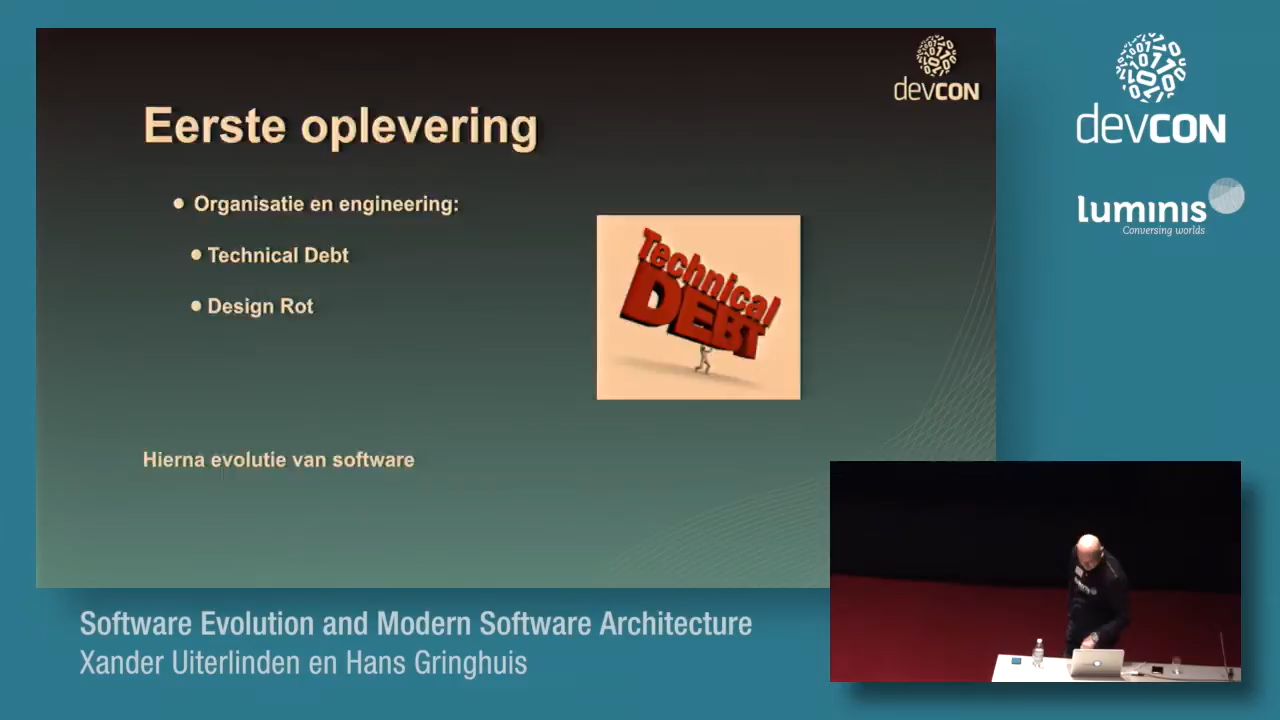 devcon
Eerste oplevering
Organisatie en engineering:
Technical Debt
Design Rot
Technical
DEBT
Hierna evolutie van software
devcon
luminis
Conversing worlds
Software Evolution and Modern Software Architecture
Xander Uiterlinden en Hans Gringhuis